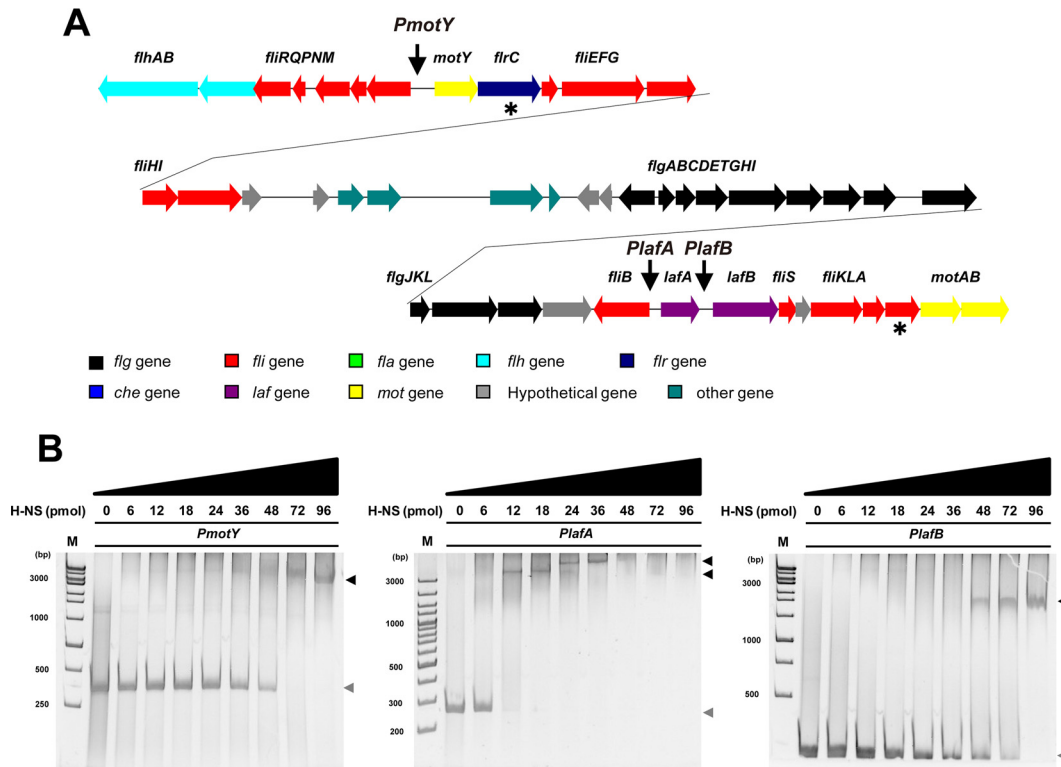 A
PmotY
flhAB fliRQPNM motY flrC fliEFG
*
fliHI flgABCDETGHI
PlafA PlafB
flgJKL fliB lafA lafB fliS fliKLA motAB
*
flg gene fli gene fla gene flh gene flr gene
che gene laf gene mot gene Hypothetical gene other gene
B
H-NS (pmol) 0 6 12 18 24 36 48 72 96
PmotY
M
(bp)
3000
1000
500
250
H-NS (pmol) 0 6 12 18 24 36 48 72 96
PlafA
M
(bp)
3000
1000
500
300
200
H-NS (pmol) 0 6 12 18 24 36 48 72 96
PlafB
M
(bp)
3000
1000
500